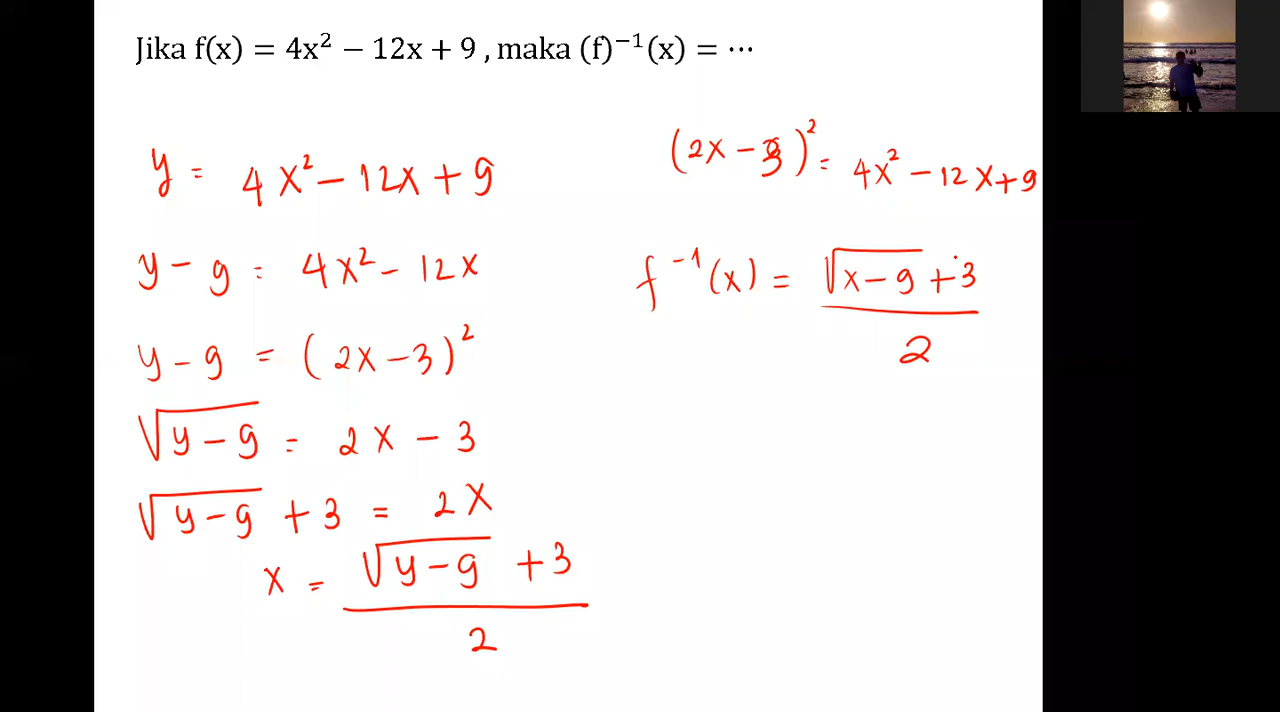 Jika f(x) = 4x² − 12x + 9 , maka (f)⁻¹(x) = ⋯
y = 4x² − 12x + 9
y − 9 = 4x² − 12x
y − 9 = (2x − 3)²
√(y − 9) = 2x − 3
√(y − 9) + 3 = 2x
x = (√(y − 9) + 3)/2
(2x − 3)² = 4x² − 12x + 9
f⁻¹(x) = (√(x − 9) + 3)/2